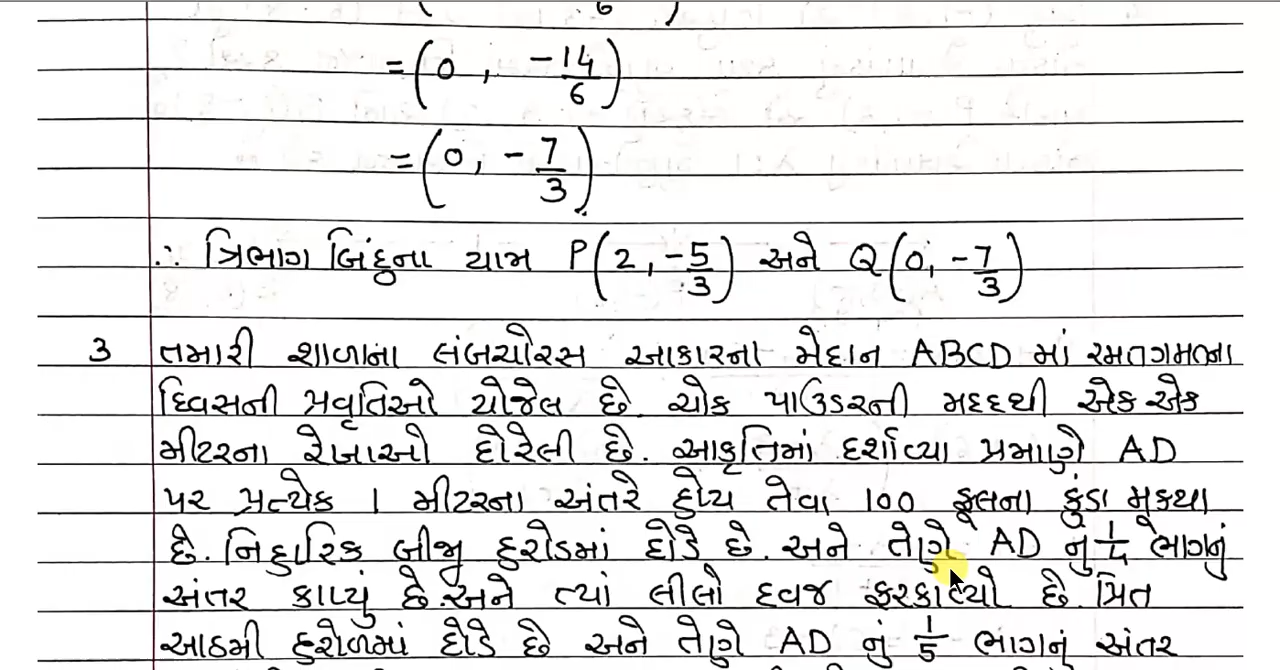 = (0, -14/6)
= (0, -7/3)
∴ ત્રિભાગ બિંદુના યામ P(2, -5/3) અને Q(0, -7/3)
3 તમારી શાળાના લંબચોરસ આકારના મેદાન ABCD માં રમતગમતના
દિવસની પ્રવૃતિઓ યોજેલ છે. ચોક પાઉડરની મદદથી એક એક
મીટરના રેખાઓ દોરેલી છે. આકૃતિમાં દર્શાવ્યા પ્રમાણે AD
પર પ્રત્યેક 1 મીટરના અંતરે હોય તેવા 100 ફૂલના કુંડા મૂક્યા
છે. નિહારિક બીજી હરોડમાં દોડે છે. અને તેણે AD નું 1/4 ભાગનું
અંતર કાપ્યું છે. અને ત્યાં લીલો દવજ ફરકાવ્યો છે. પ્રિત
આઠમી હરોળમાં દોડે છે અને તેણે AD નું 1/5 ભાગનું અંતર